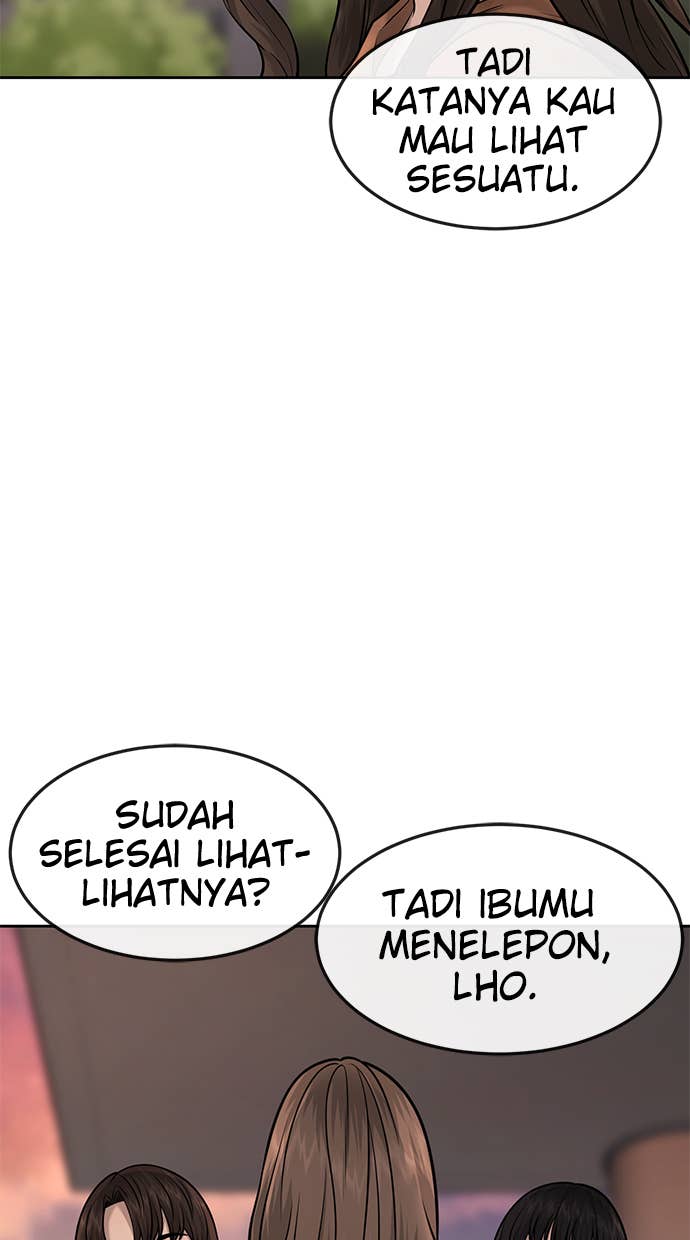 TADI
KATANYA KAU
MAU LIHAT
SESUATU.
SUDAH
SELESAI LIHAT-
LIHATNYA?
TADI IBUMU
MENELEPON,
LHO.